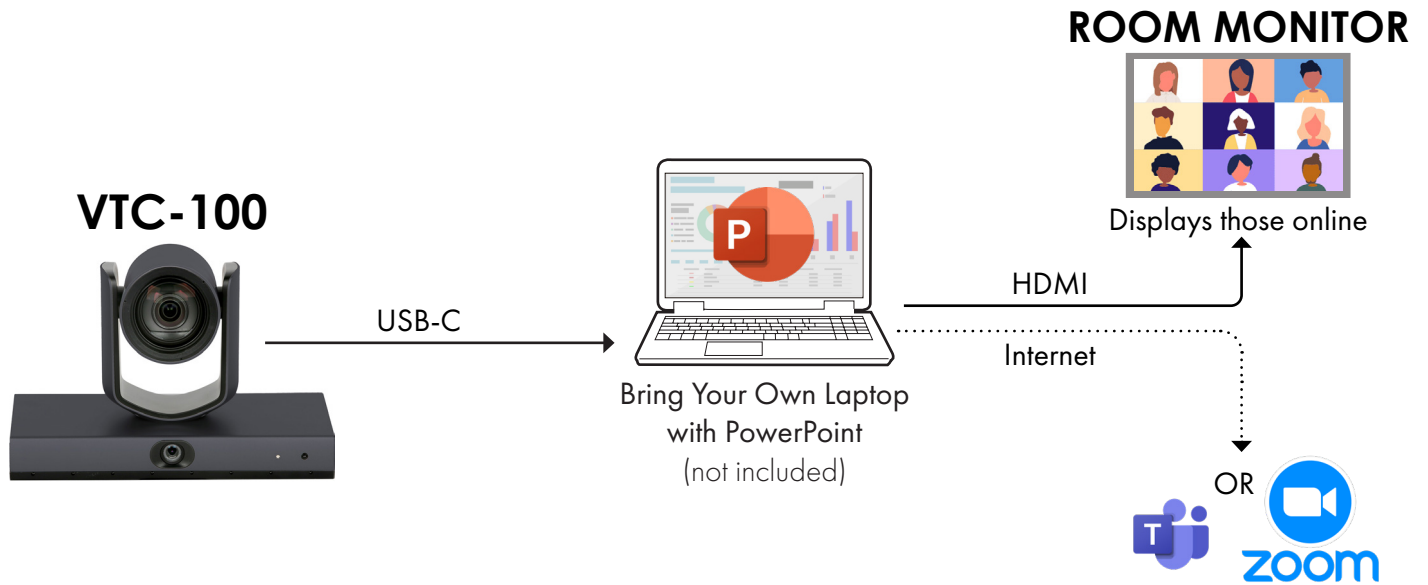 ROOM MONITOR
Displays those online
VTC-100
USB-C
P
HDMI
Internet
Bring Your Own Laptop
with PowerPoint
(not included)
OR
T
zoom